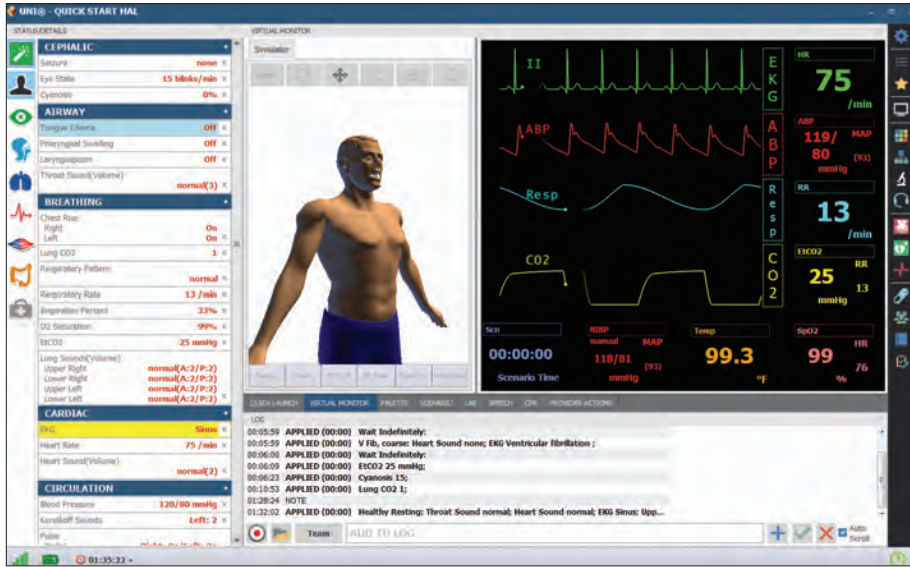 UNI® - QUICK START HAL
STATUS/DETAILS
CEPHALIC
Seizure none ×
Eye State 15 blinks/min ×
Cyanosis 0% ×
AIRWAY
Tongue Edema Off ×
Pharyngeal Swelling Off ×
Laryngospasm Off ×
Throat Sound(Volume)
normal(3) ×
BREATHING
Chest Rise:
Right On
Left On ×
Lung CO2 1 ×
Respiratory Pattern:
normal ×
Respiratory Rate 13 /min ×
Inspiration Percent 33% ×
O2 Saturation 99% ×
EtCO2 25 mmHg ×
Lung Sounds(Volume)
Upper Right normal(A:2/P:2)
Lower Right normal(A:2/P:2)
Upper Left normal(A:2/P:2)
Lower Left normal(A:2/P:2) ×
CARDIAC
EKG Sinus ×
Heart Rate 75 /min ×
Heart Sound(Volume)
normal(2) ×
CIRCULATION
Blood Pressure 120/80 mmHg ×
Korotkoff Sounds Left: 2 ×
Pulse
01:35:22
VIRTUAL MONITOR
Simulator
II
EKG
HR
75
/min
ABP
ABP
ABP
119/
80
MAP
(93)
mmHg
Resp
Resp
RR
13
/min
CO2
CO2
EtCO2
25
mmHg
RR
13
Scn
00:00:00
Scenario Time
NIBP
manual MAP
118/81
(93)
mmHg
Temp
99.3
°F
SpO2
99
%
HR
76
QUICK LAUNCH VIRTUAL MONITOR PALETTE SCENARIO LAB SPEECH CPR PROVIDER ACTIONS
LOG
00:05:59 APPLIED (00:00) Wait Indefinitely:
00:05:59 APPLIED (00:00) V Fib, coarse: Heart Sound none; EKG Ventricular fibrillation ;
00:06:08 APPLIED (00:00) Wait Indefinitely:
00:06:09 APPLIED (00:00) EtCO2 25 mmHg;
00:06:23 APPLIED (00:00) Cyanosis 15;
00:10:53 APPLIED (00:00) Lung CO2 1;
01:28:24 NOTE
01:32:02 APPLIED (00:00) Healthy Resting: Throat Sound normal; Heart Sound normal; EKG Sinus; Upp...
Team ADD TO LOG
Auto
Scroll